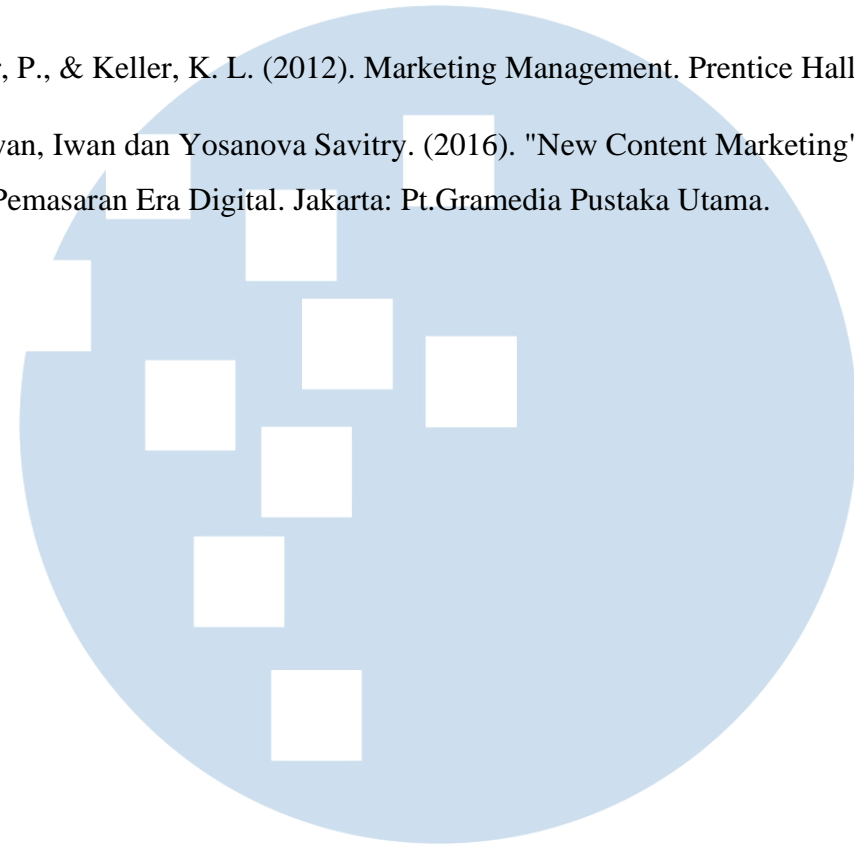 , P., & Keller, K. L. (2012). Marketing Management. Prentice Hall
van, Iwan dan Yosanova Savitry. (2016). "New Content Marketing"
Pemasaran Era Digital. Jakarta: Pt.Gramedia Pustaka Utama.